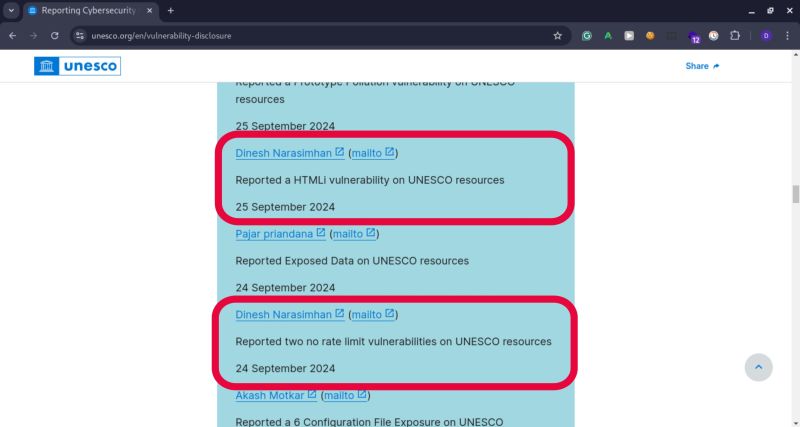 Reporting Cybersecurity
unesco.org/en/vulnerability-disclosure
12
D
unesco
Share
Reported a Prototype Pollution vulnerability on UNESCO
resources
25 September 2024
Dinesh Narasimhan (mailto)
Reported a HTMLi vulnerability on UNESCO resources
25 September 2024
Pajar priandana (mailto)
Reported Exposed Data on UNESCO resources
24 September 2024
Dinesh Narasimhan (mailto)
Reported two no rate limit vulnerabilities on UNESCO resources
24 September 2024
Akash Motkar (mailto)
Reported a 6 Configuration File Exposure on UNESCO